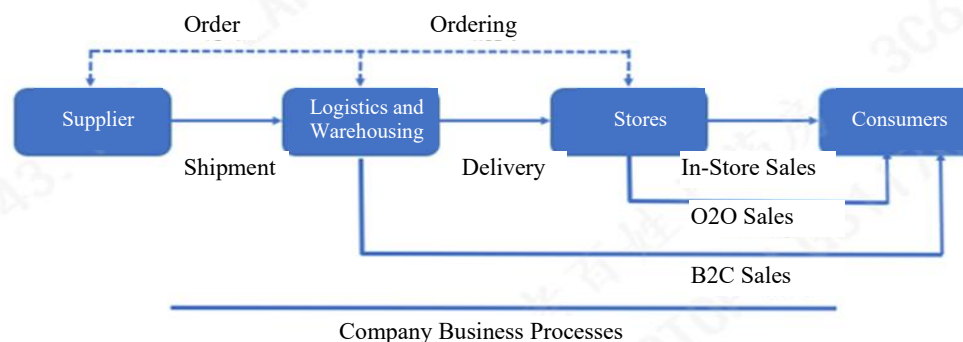 Order
Ordering
Supplier
Logistics and
Warehousing
Stores
Consumers
Shipment
Delivery
In-Store Sales
O2O Sales
B2C Sales
Company Business Processes